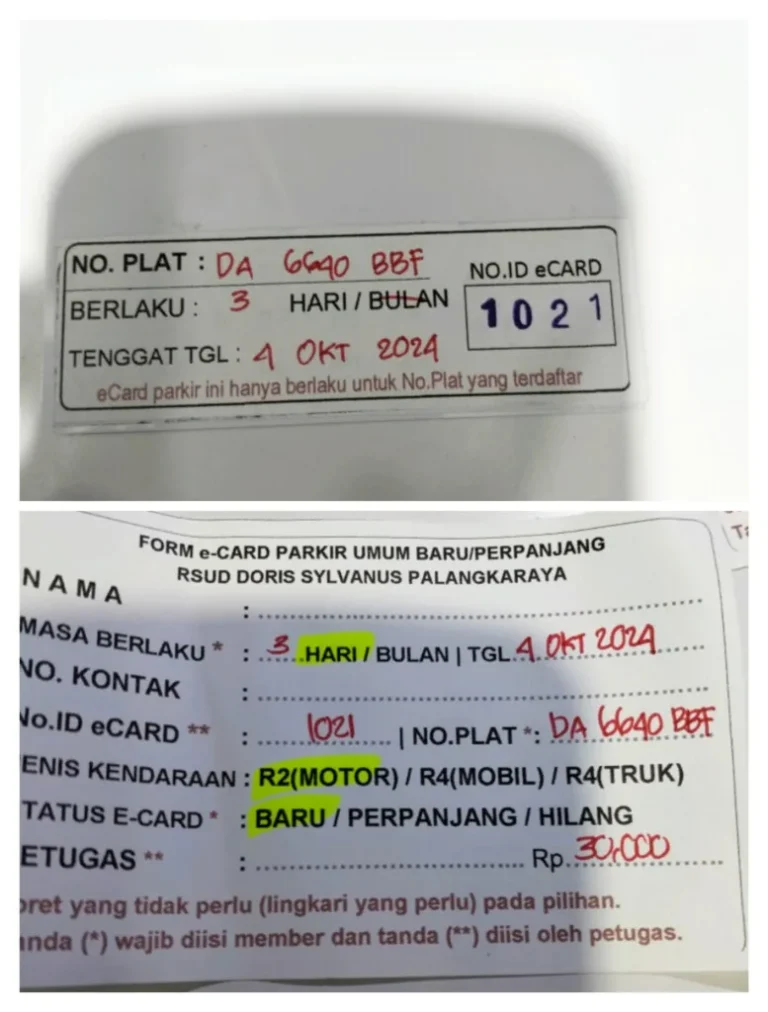 NO. PLAT : DA 6640 BBF
NO.ID eCARD
BERLAKU : 3 HARI / BULAN
1021
TENGGAT TGL : 4 OKT 2024
eCard parkir ini hanya berlaku untuk No.Plat yang terdaftar
FORM e-CARD PARKIR UMUM BARU/PERPANJANG
RSUD DORIS SYLVANUS PALANGKARAYA
NAMA : ....................
MASA BERLAKU * : 3 HARI / BULAN | TGL. 4 OKT 2024
NO. KONTAK : ....................
No.ID eCARD ** : 1021 | NO.PLAT *: DA 6640 BBF
ENIS KENDARAAN : R2(MOTOR) / R4(MOBIL) / R4(TRUK)
TATUS E-CARD * : BARU / PERPANJANG / HILANG
ETUGAS ** : .................... Rp. 30,000
oret yang tidak perlu (lingkari yang perlu) pada pilihan.
anda (*) wajib diisi member dan tanda (**) diisi oleh petugas.